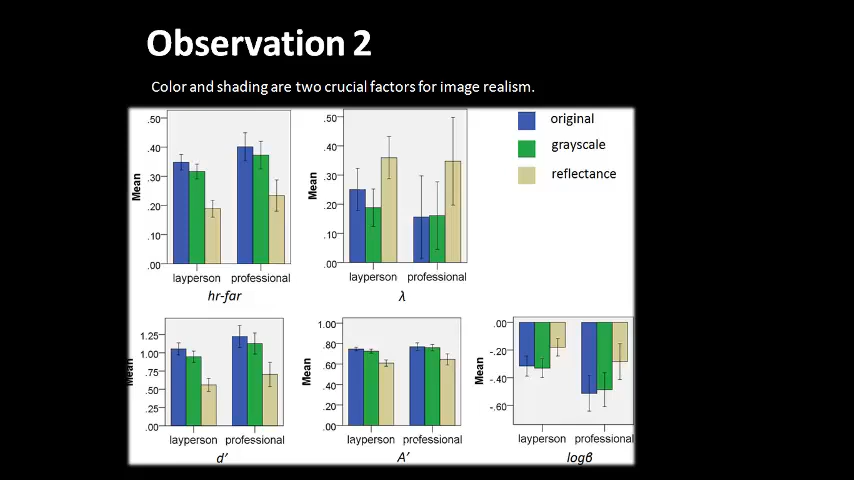 Observation 2
Color and shading are two crucial factors for image realism.
.50
.40
.30
.20
.10
.00
Mean
layperson professional
hr-far
.50
.40
.30
.20
.10
.00
Mean
layperson professional
λ
original
grayscale
reflectance
1.25
1.00
.75
.50
.25
.00
Mean
layperson professional
d′
1.00
.80
.60
.40
.20
.00
Mean
layperson professional
A′
.00
-.20
-.40
-.60
Mean
layperson professional
logβ